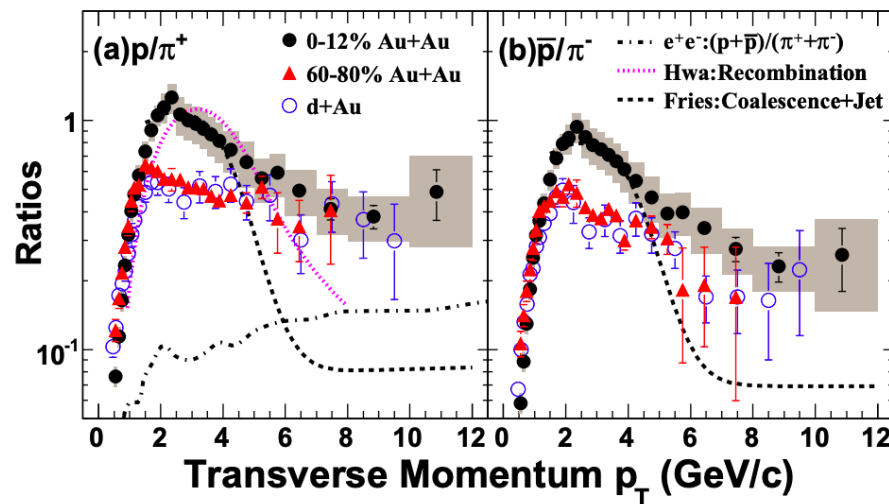 (a)p/π⁺
0-12% Au+Au
60-80% Au+Au
d+Au
(b)p̅/π⁻
e⁺e⁻:(p+p̅)/(π⁺+π⁻)
Hwa:Recombination
Fries:Coalescence+Jet
Ratios
1
10⁻¹
0 2 4 6 8 10 12
0 2 4 6 8 10 12
Transverse Momentum p_T (GeV/c)